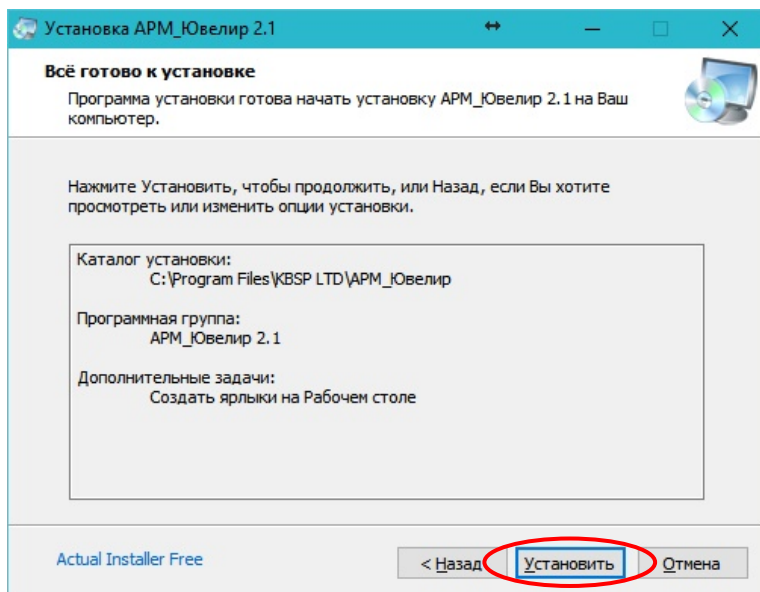 Установка АРМ_Ювелир 2.1
Всё готово к установке
Программа установки готова начать установку АРМ_Ювелир 2.1 на Ваш
компьютер.
Нажмите Установить, чтобы продолжить, или Назад, если Вы хотите
просмотреть или изменить опции установки.
Каталог установки:
C:\Program Files\KBSP LTD\АРМ_Ювелир
Программная группа:
АРМ_Ювелир 2.1
Дополнительные задачи:
Создать ярлыки на Рабочем столе
Actual Installer Free
< Назад
Установить
Отмена